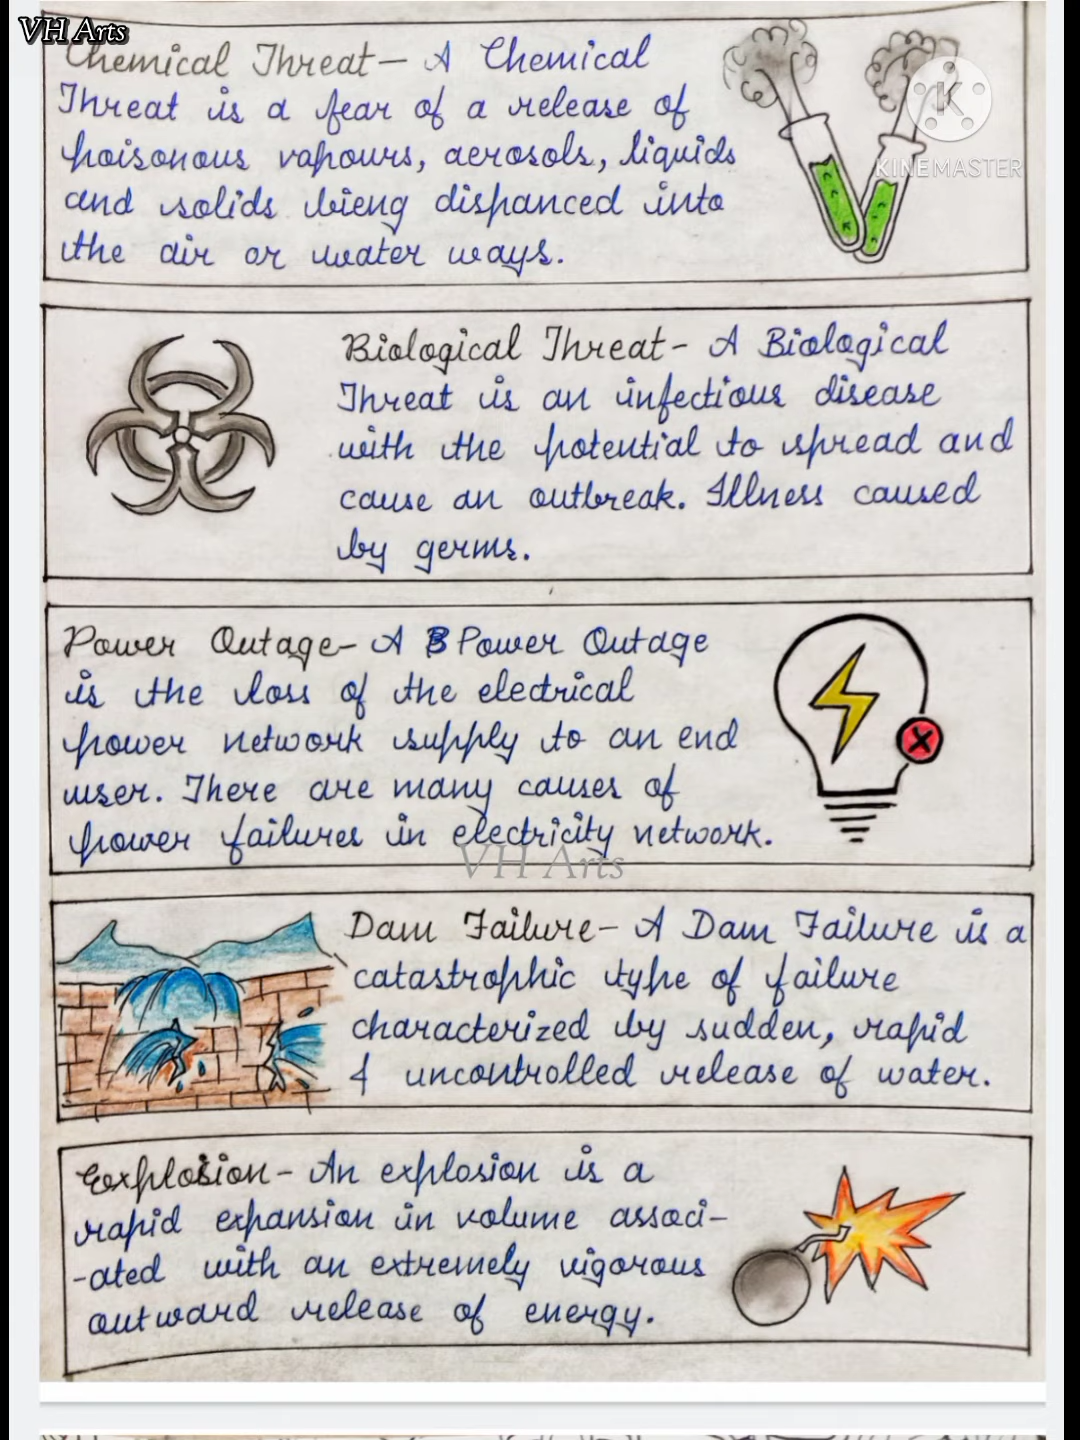 VH Arts
Chemical Threat- A Chemical
Threat is a fear of a release of
poisonous vapours, aerosols, liquids
and solids bieng dispanced into
the air or water ways.
K
KINEMASTER
Biological Threat- A Biological
Threat is an infectious disease
with the potential to spread and
cause an outbreak. Illness caused
by germs.
Power Outage- A B Power Outage
is the loss of the electrical
power network supply to an end
user. There are many causes of
power failures in electricity network.
VH Arts
Dam Failure- A Dam Failure is a
catastrophic type of failure
characterized by sudden, rapid
& uncontrolled release of water.
Explosion- An explosion is a
rapid expansion in volume associ-
-ated with an extremely vigorous
outward release of energy.